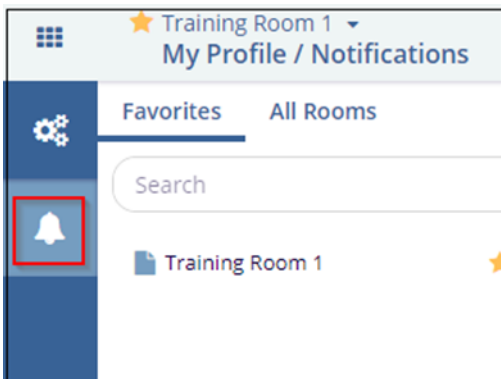 Training Room 1
My Profile / Notifications
Favorites All Rooms
Search
Training Room 1